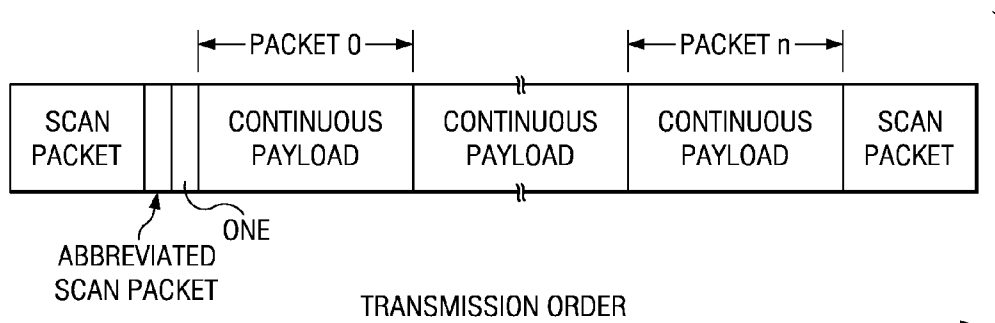 PACKET 0
PACKET n
SCAN PACKET
CONTINUOUS PAYLOAD
CONTINUOUS PAYLOAD
CONTINUOUS PAYLOAD
SCAN PACKET
ONE
ABBREVIATED
SCAN PACKET
TRANSMISSION ORDER